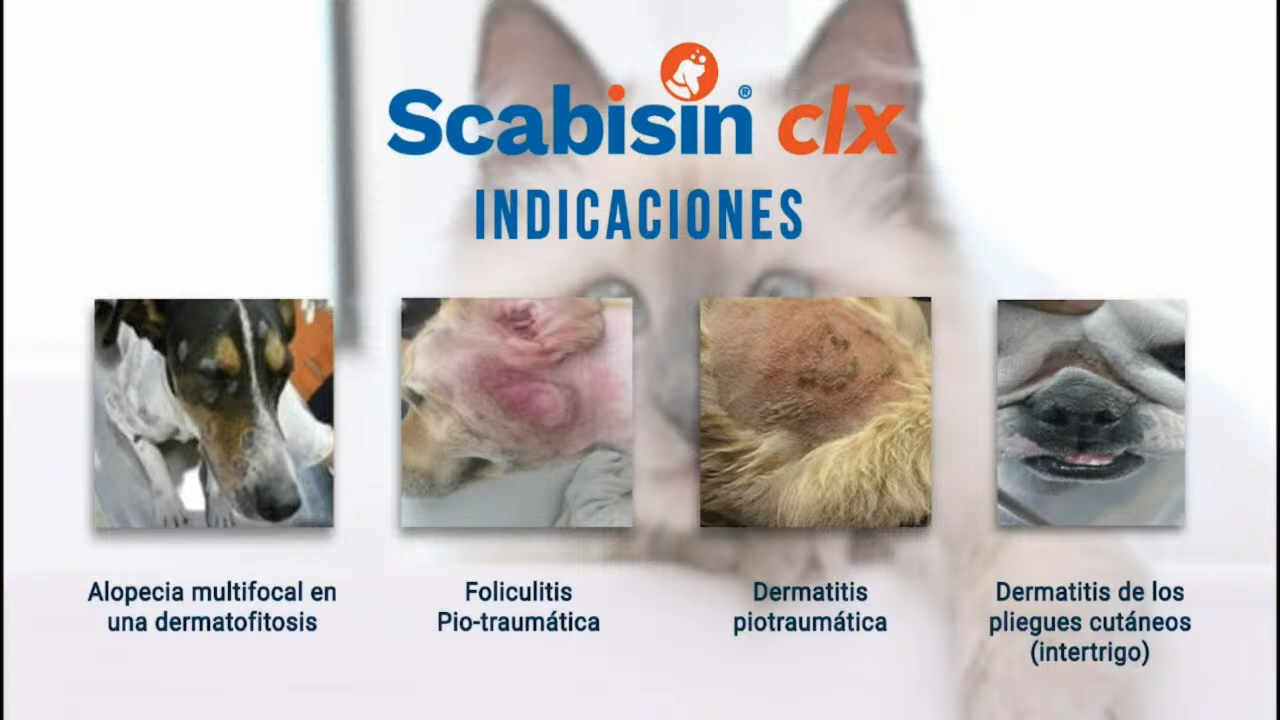 Scabisin® clx
INDICACIONES
Alopecia multifocal en
una dermatofitosis
Foliculitis
Pio-traumática
Dermatitis
piotraumática
Dermatitis de los
pliegues cutáneos
(intertrigo)